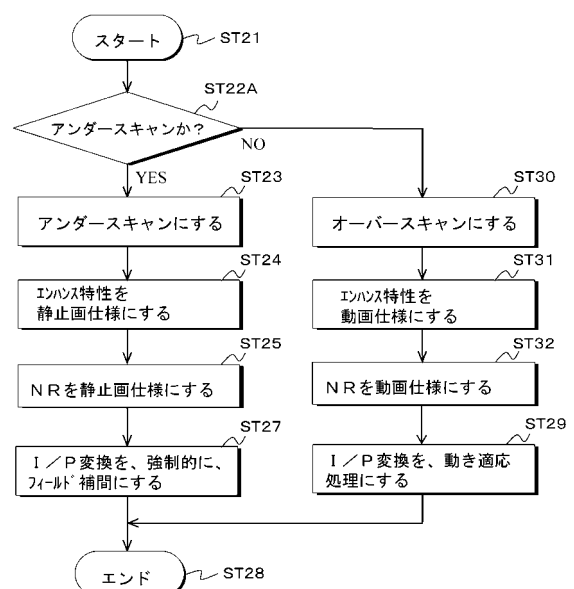 スタート
ST21
ST22A
アンダースキャンか?
NO
YES
ST23
アンダースキャンにする
ST24
エンハンス特性を
静止画仕様にする
ST25
NRを静止画仕様にする
ST27
I/P変換を、強制的に、
フィールド補間にする
ST30
オーバースキャンにする
ST31
エンハンス特性を
動画仕様にする
ST32
NRを動画仕様にする
ST29
I/P変換を、動き適応
処理にする
エンド
ST28